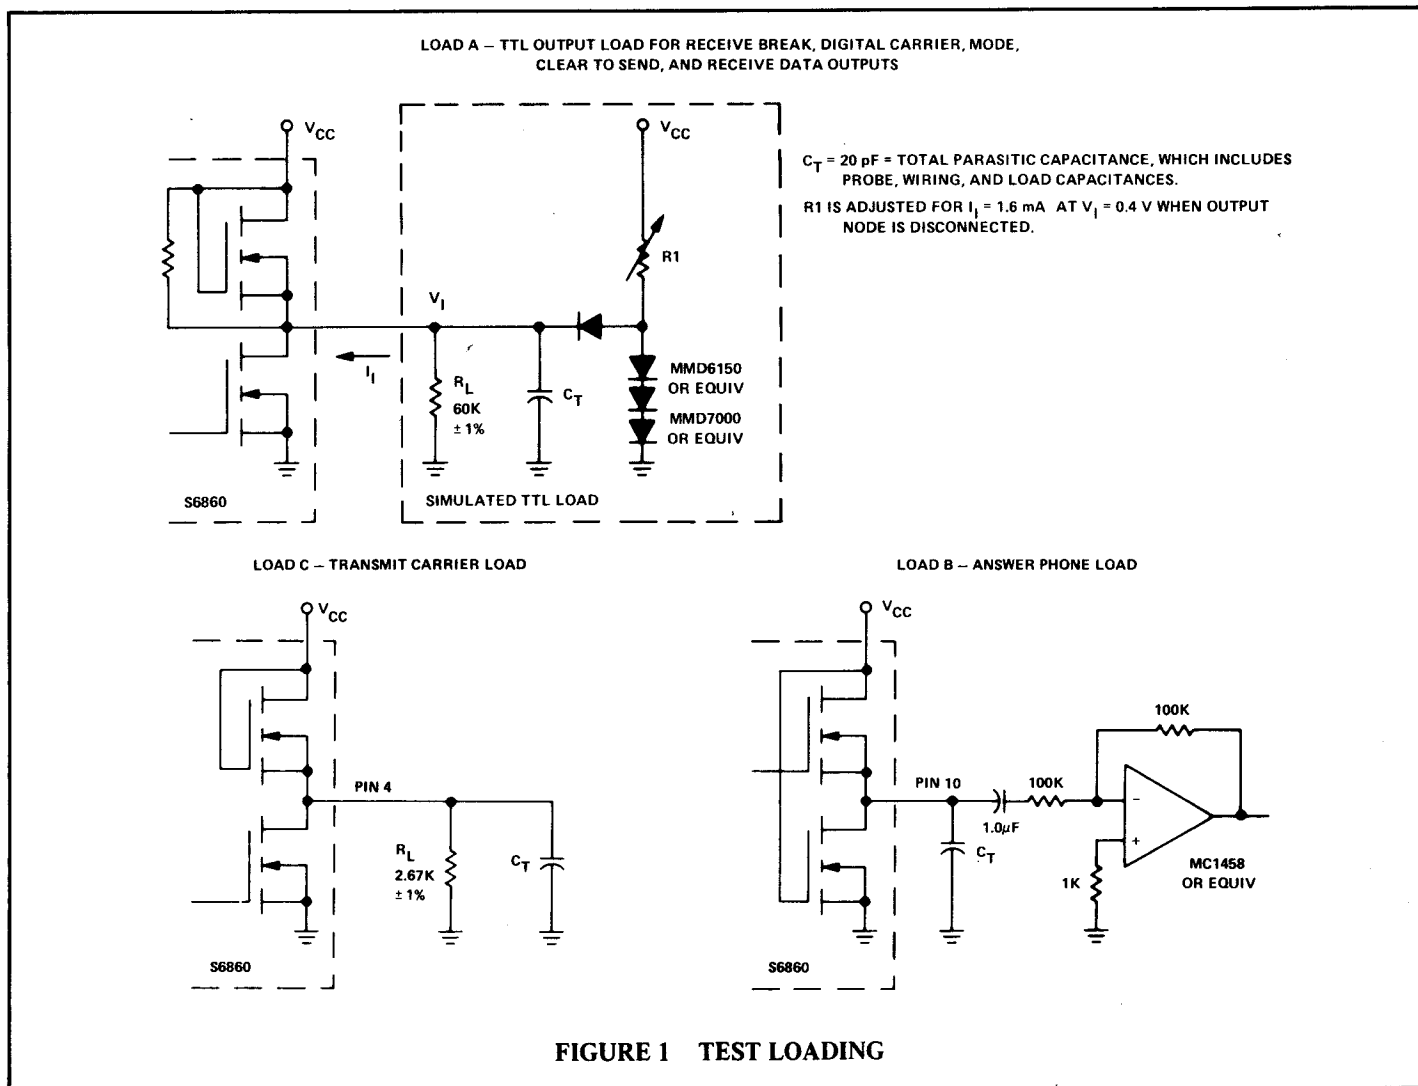 LOAD A – TTL OUTPUT LOAD FOR RECEIVE BREAK, DIGITAL CARRIER, MODE,
CLEAR TO SEND, AND RECEIVE DATA OUTPUTS
VCC
VCC
CT = 20 pF = TOTAL PARASITIC CAPACITANCE, WHICH INCLUDES
PROBE, WIRING, AND LOAD CAPACITANCES.
R1 IS ADJUSTED FOR II = 1.6 mA AT VI = 0.4 V WHEN OUTPUT
NODE IS DISCONNECTED.
R1
VI
II
RL
60K
± 1%
CT
MMD6150
OR EQUIV
MMD7000
OR EQUIV
S6860
SIMULATED TTL LOAD
LOAD C – TRANSMIT CARRIER LOAD
VCC
PIN 4
RL
2.67K
± 1%
CT
S6860
LOAD B – ANSWER PHONE LOAD
VCC
PIN 10
CT
1.0µF
100K
100K
–
+
1K
MC1458
OR EQUIV
S6860
FIGURE 1 TEST LOADING